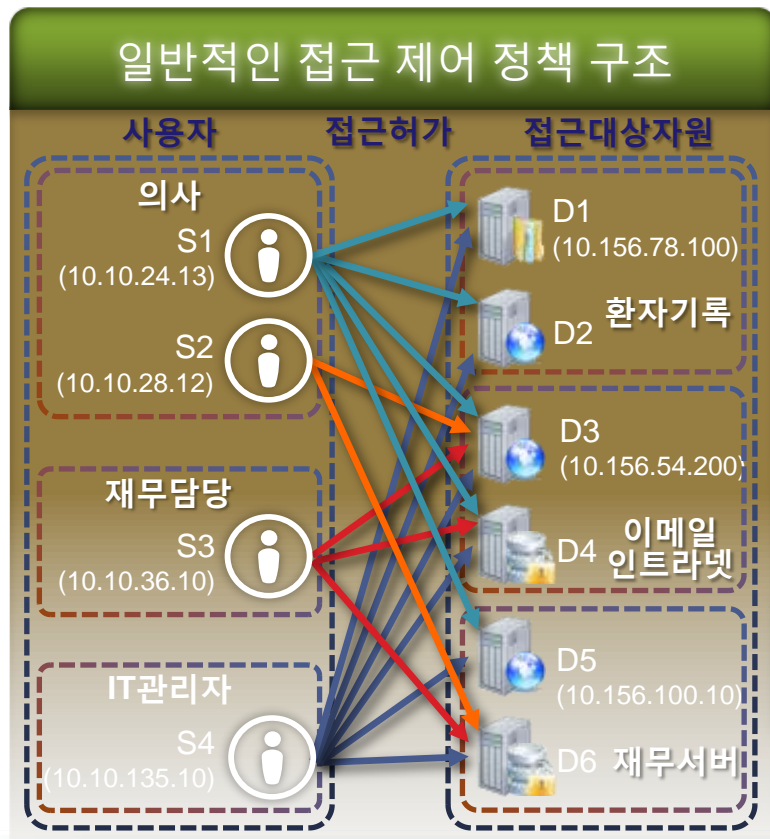 일반적인 접근 제어 정책 구조
사용자
접근허가
접근대상자원
의사
S1
(10.10.24.13)
S2
(10.10.28.12)
재무담당
S3
(10.10.36.10)
IT관리자
S4
(10.10.135.10)
D1
(10.156.78.100)
D2 환자기록
D3
(10.156.54.200)
D4 이메일
인트라넷
D5
(10.156.100.10)
D6 재무서버